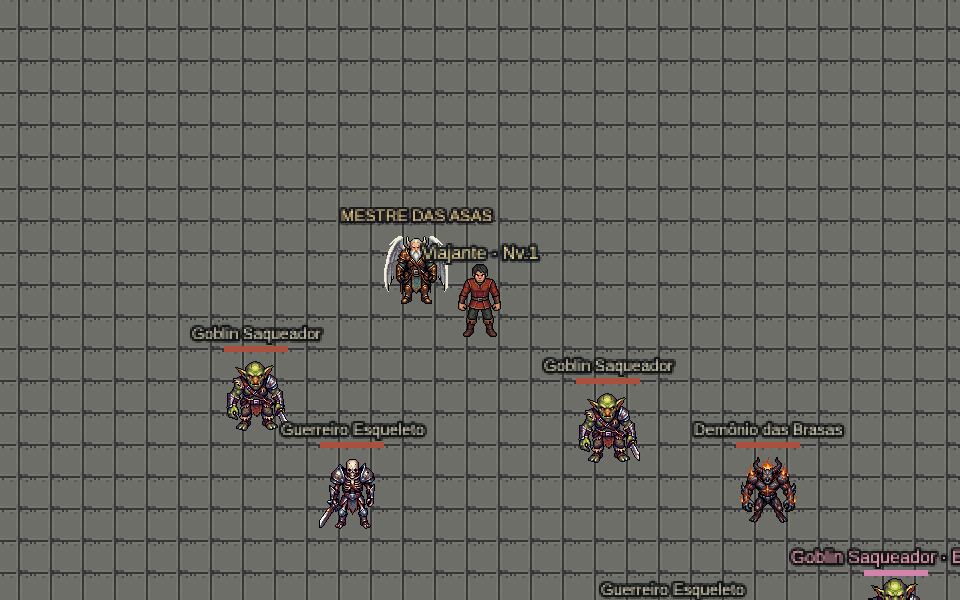 MESTRE DAS ASAS
Viajante - Nv.1
Goblin Saqueador
Goblin Saqueador
Guerreiro Esqueleto
Demônio das Brasas
Goblin Saqueador · E
Guerreiro Esqueleto